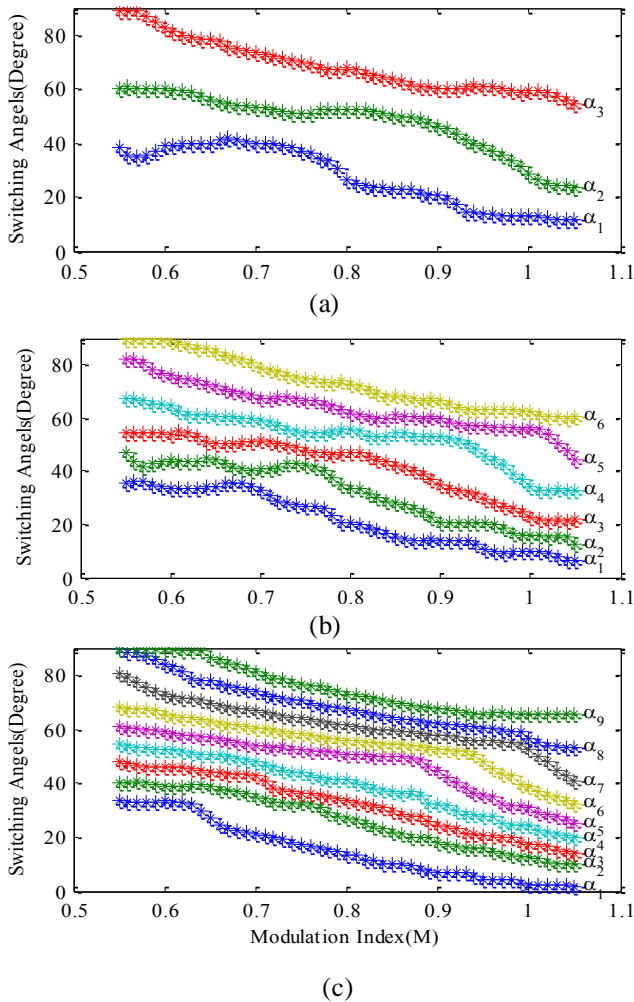 80
60
40
20
0
Switching Angels(Degree)
α3
α2
α1
0.5 0.6 0.7 0.8 0.9 1 1.1
(a)
80
60
40
20
0
Switching Angels(Degree)
α6
α5
α4
α3
α2
α1
0.5 0.6 0.7 0.8 0.9 1 1.1
(b)
80
60
40
20
0
Switching Angels(Degree)
α9
α8
α7
α6
α5
α4
α3
α2
α1
0.5 0.6 0.7 0.8 0.9 1 1.1
Modulation Index(M)
(c)